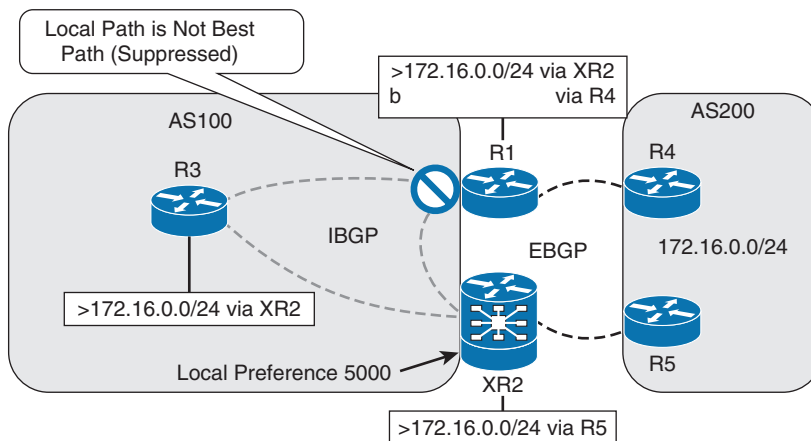 Local Path is Not Best
Path (Suppressed)
>172.16.0.0/24 via XR2
b via R4
AS100
AS200
R3
R1
R4
IBGP
EBGP
172.16.0.0/24
>172.16.0.0/24 via XR2
Local Preference 5000
XR2
R5
>172.16.0.0/24 via R5